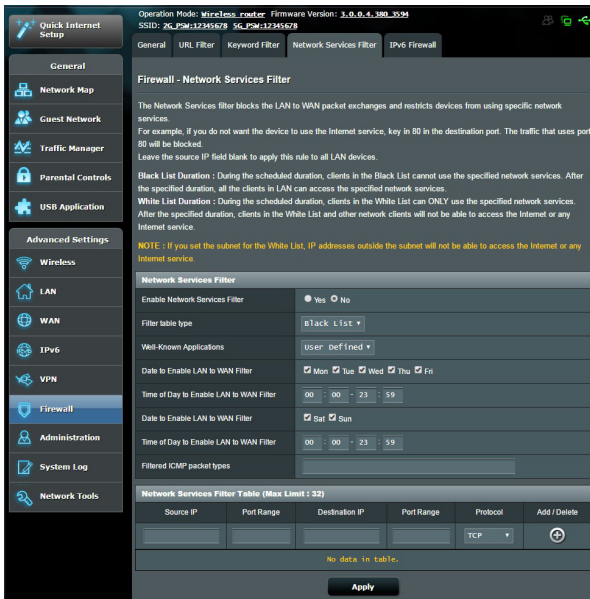 Quick Internet
Setup
General
Network Map
Guest Network
Traffic Manager
Parental Controls
USB Application
Advanced Settings
Wireless
LAN
WAN
IPv6
VPN
Firewall
Administration
System Log
Network Tools
Operation Mode: Wireless router Firmware Version: 3.0.0.4.380_3594
SSID: 2G_PSW:12345678 5G_PSW:12345678
General URL Filter Keyword Filter Network Services Filter IPv6 Firewall
Firewall - Network Services Filter
The Network Services filter blocks the LAN to WAN packet exchanges and restricts devices from using specific network
services.
For example, if you do not want the device to use the Internet service, key in 80 in the destination port. The traffic that uses port
80 will be blocked.
Leave the source IP field blank to apply this rule to all LAN devices.
Black List Duration : During the scheduled duration, clients in the Black List cannot use the specified network services. After
the specified duration, all the clients in LAN can access the specified network services.
White List Duration : During the scheduled duration, clients in the White List can ONLY use the specified network services.
After the specified duration, clients in the White List and other network clients will not be able to access the Internet or any
Internet service.
NOTE : If you set the subnet for the White List, IP addresses outside the subnet will not be able to access the Internet or any
Internet service.
Network Services Filter
Enable Network Services Filter Yes No
Filter table type Black List
Well-Known Applications User Defined
Date to Enable LAN to WAN Filter Mon Tue Wed Thu Fri
Time of Day to Enable LAN to WAN Filter 00 : 00 - 23 : 59
Date to Enable LAN to WAN Filter Sat Sun
Time of Day to Enable LAN to WAN Filter 00 : 00 - 23 : 59
Filtered ICMP packet types
Network Services Filter Table (Max Limit : 32)
Source IP Port Range Destination IP Port Range Protocol Add / Delete
TCP
No data in table.
Apply